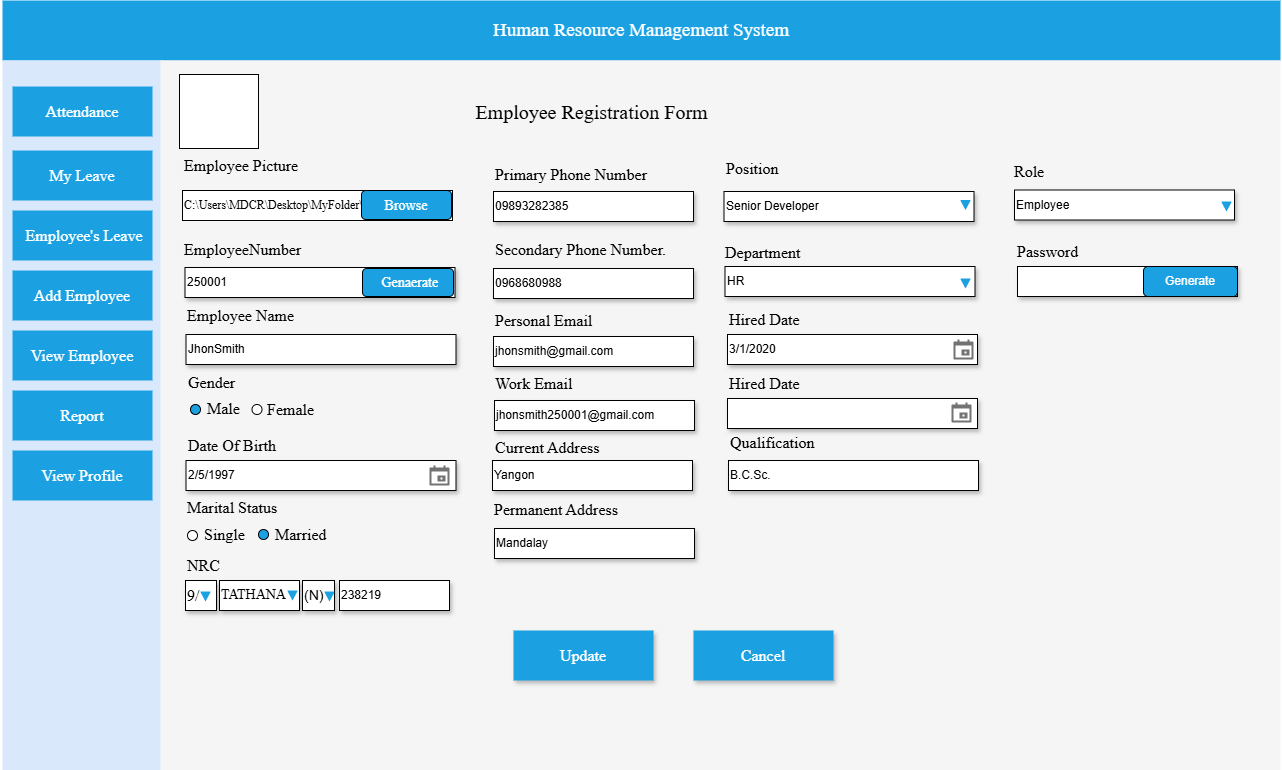 Human Resource Management System
Attendance
My Leave
Employee's Leave
Add Employee
View Employee
Report
View Profile
Employee Registration Form
Employee Picture
C:\Users\MDCR\Desktop\MyFolder\
Browse
EmployeeNumber
250001
Genaerate
Employee Name
JhonSmith
Gender
Male Female
Date Of Birth
2/5/1997
Marital Status
Single Married
NRC
9/ TATHANA (N) 238219
Primary Phone Number
09893282385
Secondary Phone Number.
0968680988
Personal Email
jhonsmith@gmail.com
Work Email
jhonsmith250001@gmail.com
Current Address
Yangon
Permanent Address
Mandalay
Position
Senior Developer
Department
HR
Hired Date
3/1/2020
Hired Date
Qualification
B.C.Sc.
Role
Employee
Password
Generate
Update
Cancel